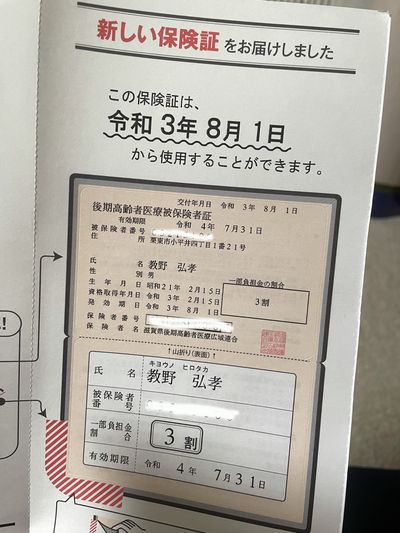 新しい保険証をお届けしました
この保険証は、
令和3年8月1日
から使用することができます。
交付年月日 令和 3年 8月 1日
後期高齢者医療被保険者証
有効期限 令和 4年 7月31日
被保険者番号
住所 栗東市小平井四丁目1番21号
氏名 教野 弘孝
性別 男
生年月日 昭和21年 2月15日
資格取得年月日 令和 3年 2月15日
発効期日 令和 3年 8月 1日
一部負担金の割合
3割
保険者番号
保険者名 滋賀県後期高齢者医療広域連合
↑山折り(表面)↑
キヨウノ ヒロタカ
氏名 教野 弘孝
被保険者番号
一部負担金割合 3割
有効期限 令和 4年 7月31日